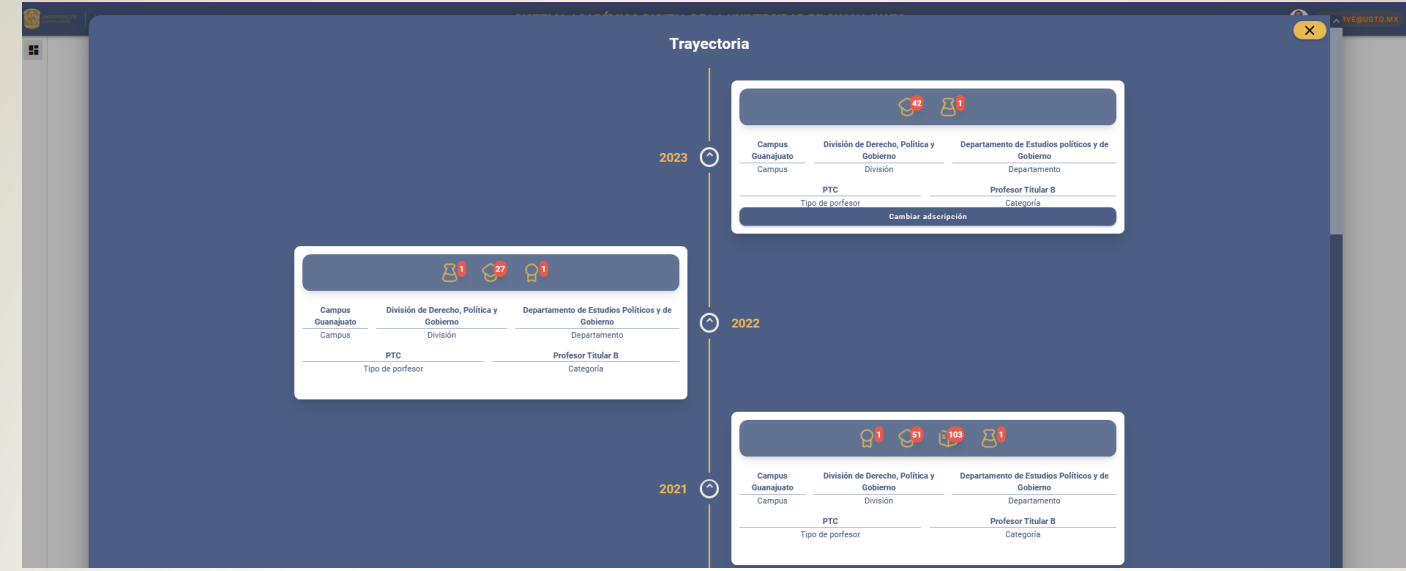 Trayectoria
42 1
2023
Campus Guanajuato
División de Derecho, Política y Gobierno
Departamento de Estudios políticos y de Gobierno
Campus División Departamento
PTC Profesor Titular B
Tipo de porfesor Categoría
Cambiar adscripción
1 27 1
2022
Campus Guanajuato
División de Derecho, Política y Gobierno
Departamento de Estudios Políticos y de Gobierno
Campus División Departamento
PTC Profesor Titular B
Tipo de porfesor Categoría
1 51 103 1
2021
Campus Guanajuato
División de Derecho, Política y Gobierno
Departamento de Estudios Políticos y de Gobierno
Campus División Departamento
PTC Profesor Titular B
Tipo de porfesor Categoría